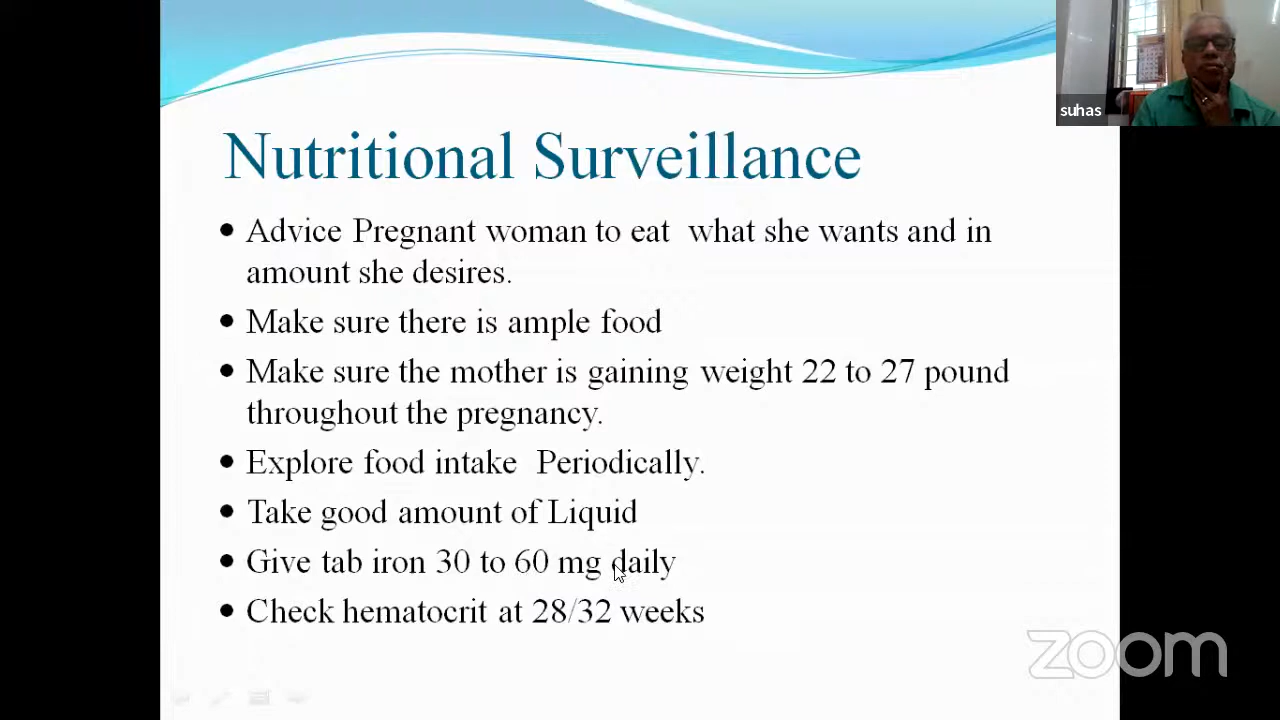 suhas
Nutritional Surveillance
Advice Pregnant woman to eat what she wants and in
amount she desires.
Make sure there is ample food
Make sure the mother is gaining weight 22 to 27 pound
throughout the pregnancy.
Explore food intake Periodically.
Take good amount of Liquid
Give tab iron 30 to 60 mg daily
Check hematocrit at 28/32 weeks
zoom